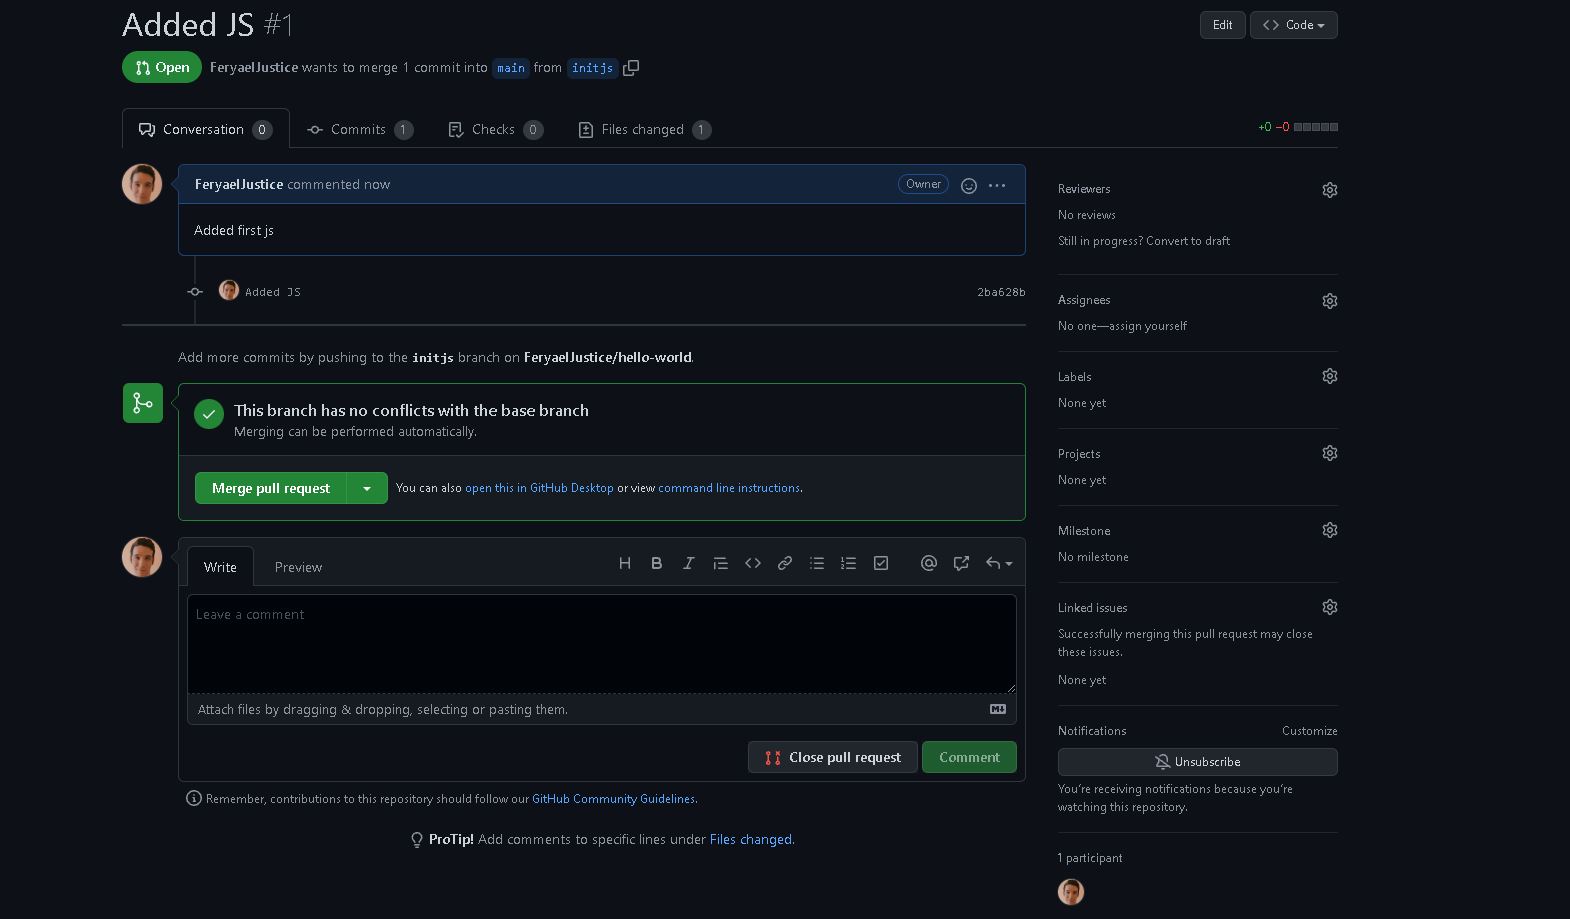 Added JS #1
Edit
Code
Open
FeryaelJustice wants to merge 1 commit into main from initjs
Conversation 0
Commits 1
Checks 0
Files changed 1
+0 −0
FeryaelJustice commented now
Owner
Added first js
Added JS
2ba628b
Add more commits by pushing to the initjs branch on FeryaelJustice/hello-world.
This branch has no conflicts with the base branch
Merging can be performed automatically.
Merge pull request
You can also open this in GitHub Desktop or view command line instructions.
Write
Preview
Leave a comment
Attach files by dragging & dropping, selecting or pasting them.
Close pull request
Comment
Remember, contributions to this repository should follow our GitHub Community Guidelines.
ProTip! Add comments to specific lines under Files changed.
Reviewers
No reviews
Still in progress? Convert to draft
Assignees
No one—assign yourself
Labels
None yet
Projects
None yet
Milestone
No milestone
Linked issues
Successfully merging this pull request may close
these issues.
None yet
Notifications
Customize
Unsubscribe
You're receiving notifications because you're
watching this repository.
1 participant